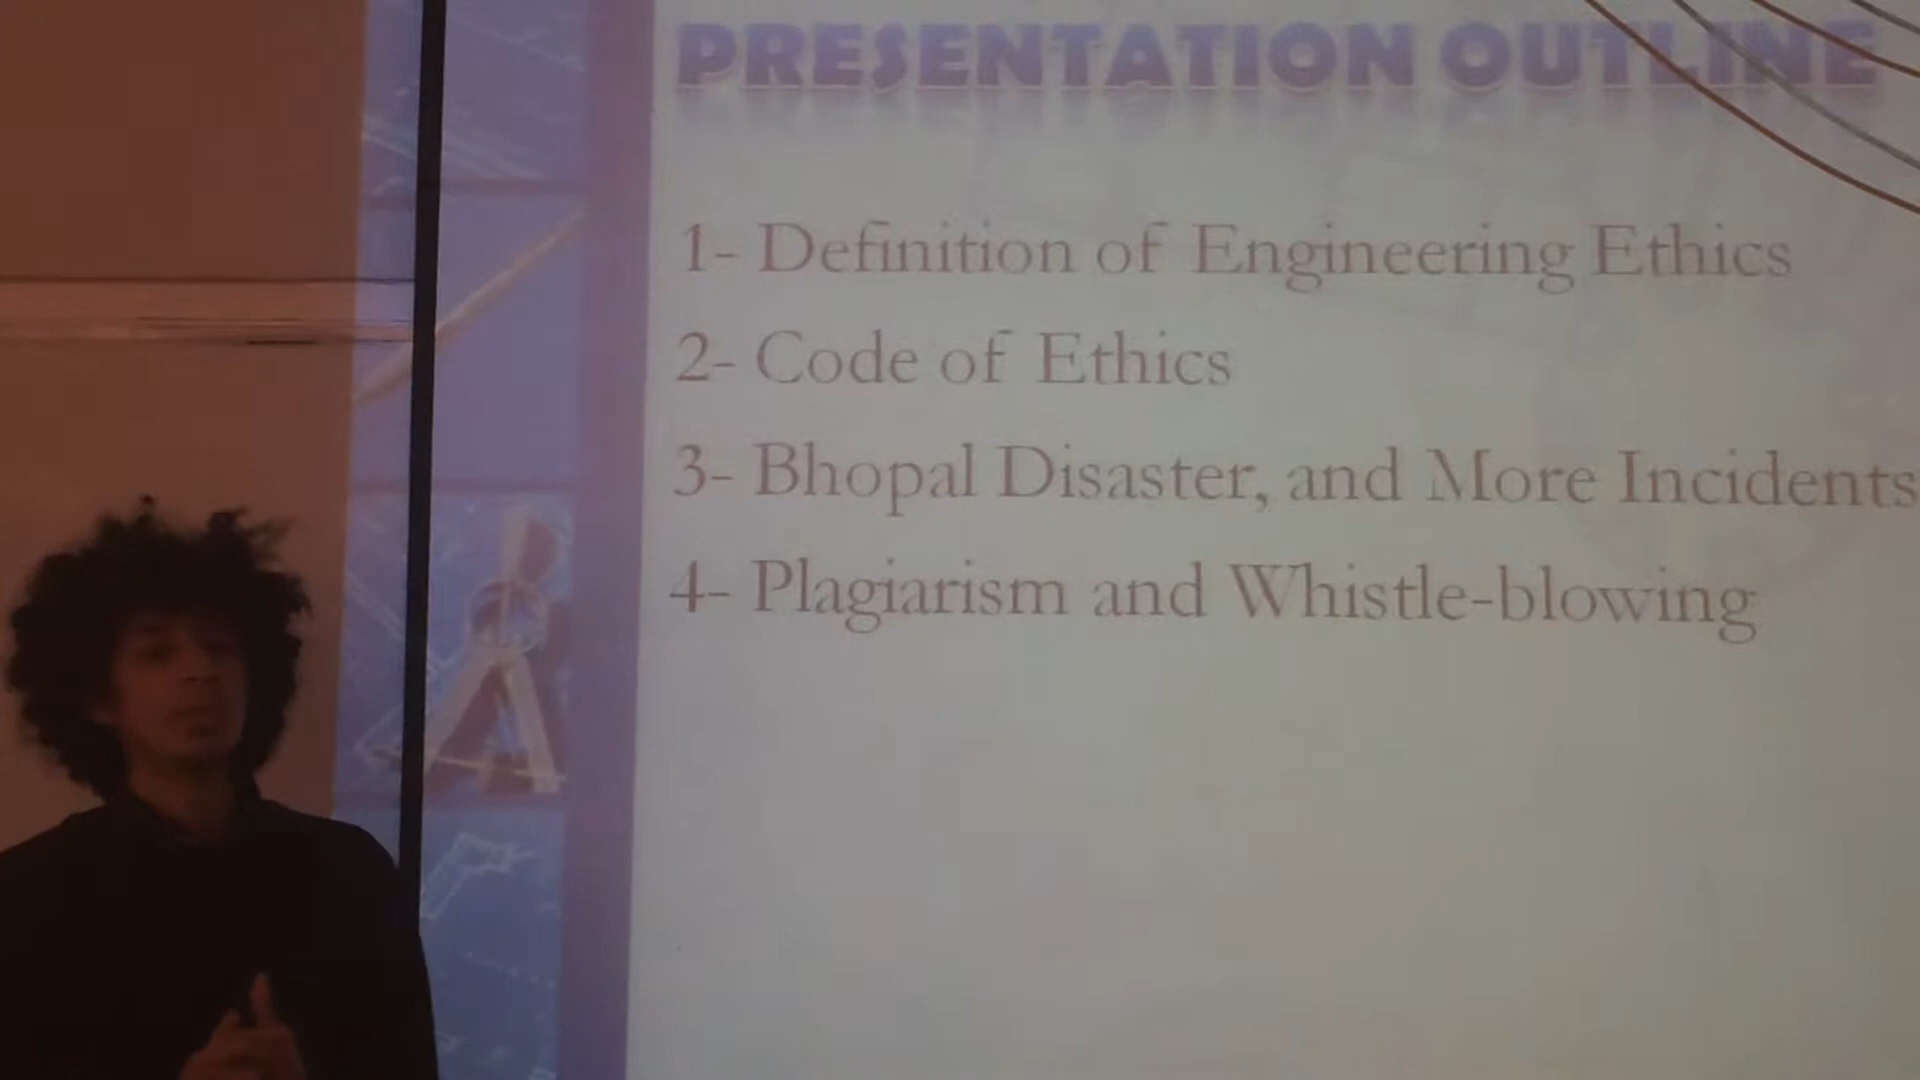 PRESENTATION OUTLINE
1- Definition of Engineering Ethics
2- Code of Ethics
3- Bhopal Disaster, and More Incidents
4- Plagiarism and Whistle-blowing